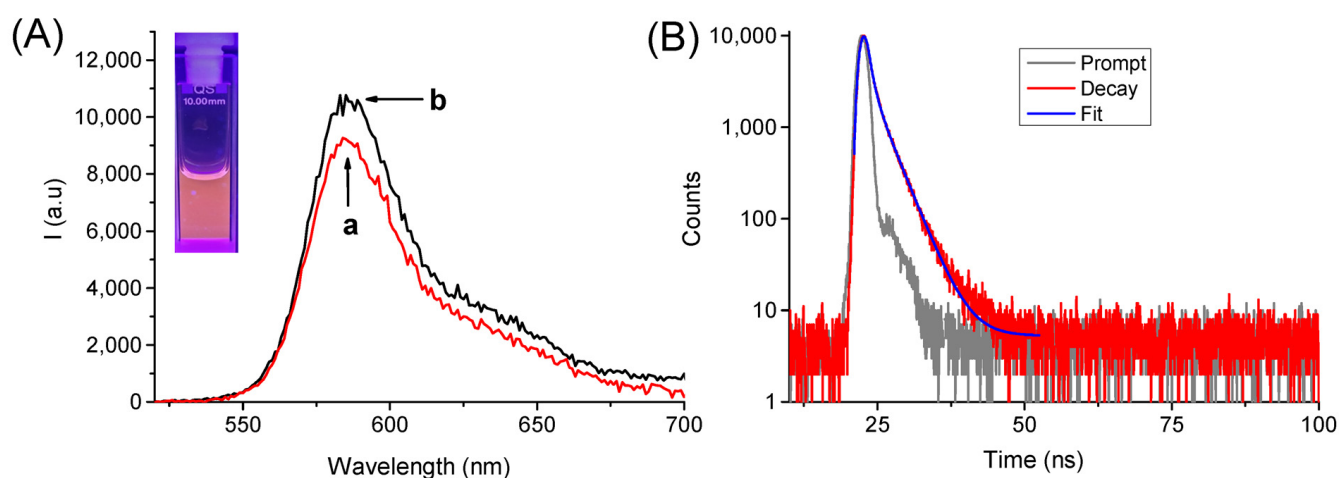 (A)
QS
10.00mm
b
a
12,000
10,000
8,000
6,000
4,000
2,000
0
550
600
650
700
I (a.u)
Wavelength (nm)
(B)
Prompt
Decay
Fit
10,000
1,000
100
10
1
25
50
75
100
Counts
Time (ns)